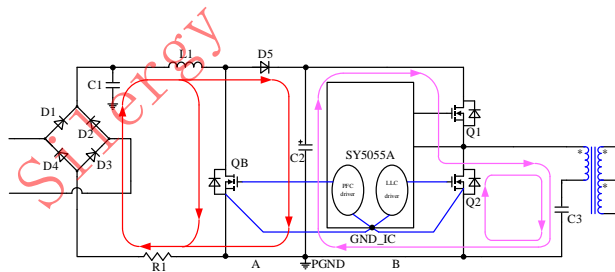 L1
D5
C1
Silergy
D1
D2
Q1
D4
D3
QB
C2
SY5055A
PFC
driver
LLC
driver
Q2
C3
GND_IC
R1
A
PGND
B
+
*
*
*